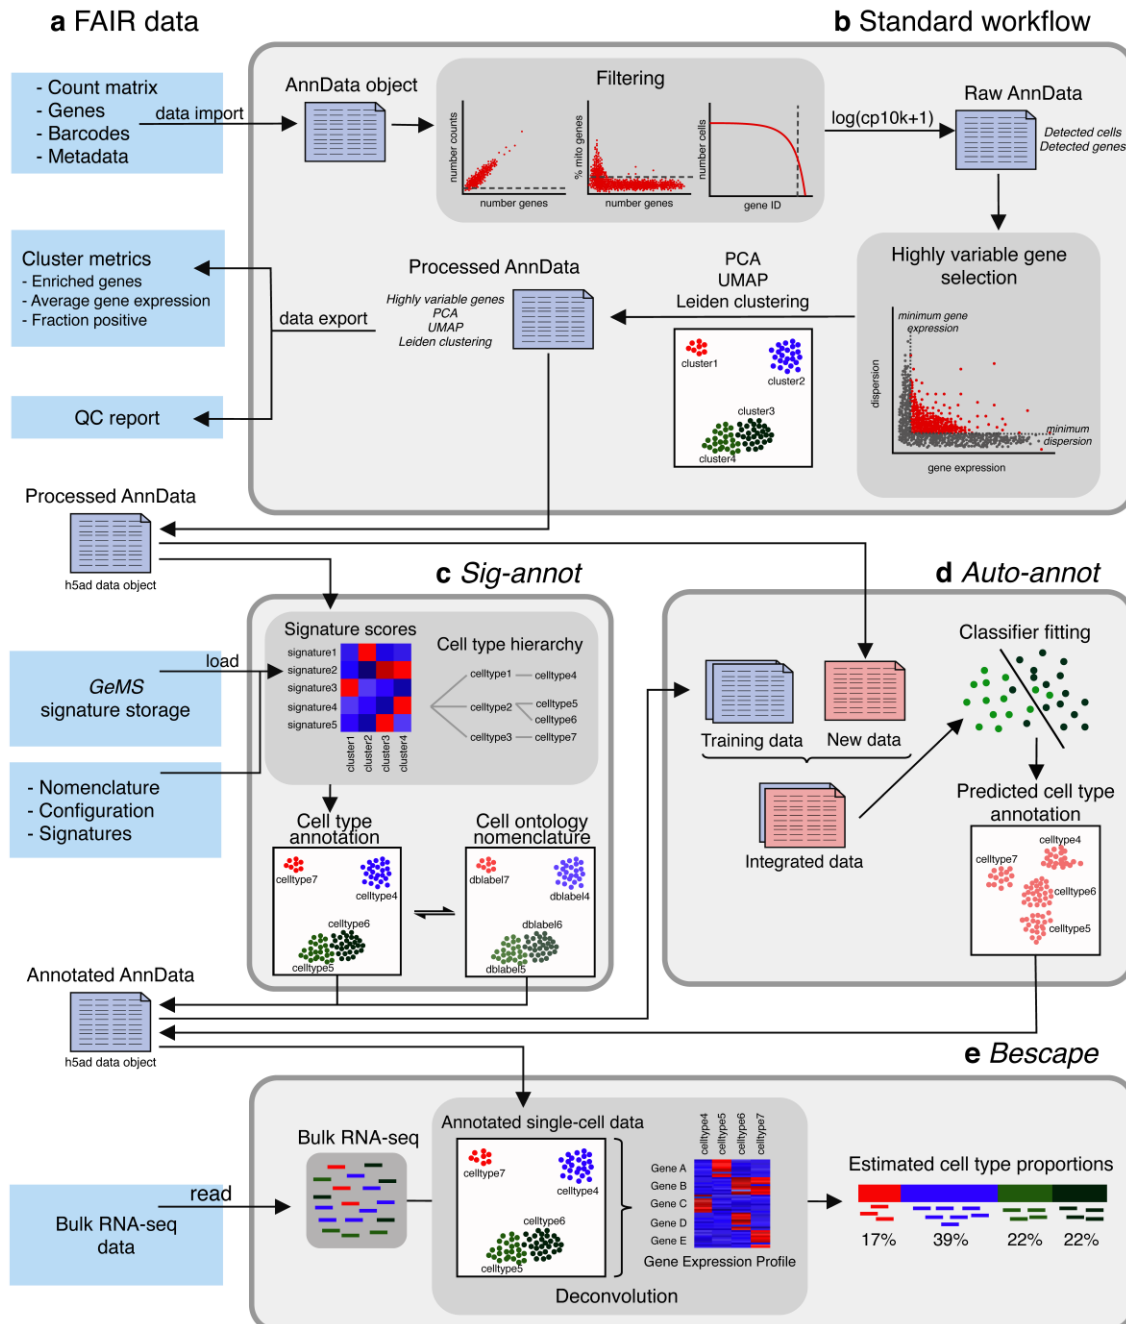 a FAIR data
b Standard workflow
- Count matrix
- Genes
- Barcodes
- Metadata
data import
AnnData object
Filtering
number counts
number genes
% mito genes
number genes
number cells
gene ID
log(cp10k+1)
Raw AnnData
Detected cells
Detected genes
Cluster metrics
- Enriched genes
- Average gene expression
- Fraction positive
QC report
data export
Processed AnnData
Highly variable genes
PCA
UMAP
Leiden clustering
PCA
UMAP
Leiden clustering
cluster1
cluster2
cluster3
cluster4
Highly variable gene
selection
minimum gene
expression
dispersion
minimum
dispersion
gene expression
Processed AnnData
h5ad data object
c Sig-annot
d Auto-annot
GeMS
signature storage
load
- Nomenclature
- Configuration
- Signatures
Signature scores
signature1
signature2
signature3
signature4
signature5
cluster1
cluster2
cluster3
cluster4
Cell type hierarchy
celltype1
celltype4
celltype2
celltype5
celltype6
celltype3
celltype7
Cell type
annotation
celltype7
celltype4
celltype6
celltype5
Cell ontology
nomenclature
dblabel7
dblabel4
dblabel6
dblabel5
Classifier fitting
Training data
New data
Integrated data
Predicted cell type
annotation
celltype4
celltype7
celltype6
celltype5
Annotated AnnData
h5ad data object
e Bescape
Bulk RNA-seq
data
read
Bulk RNA-seq
Annotated single-cell data
celltype7
celltype4
celltype6
celltype5
celltype4
celltype5
celltype6
celltype7
Gene A
Gene B
Gene C
Gene D
Gene E
Gene Expression Profile
Deconvolution
Estimated cell type proportions
17%
39%
22%
22%